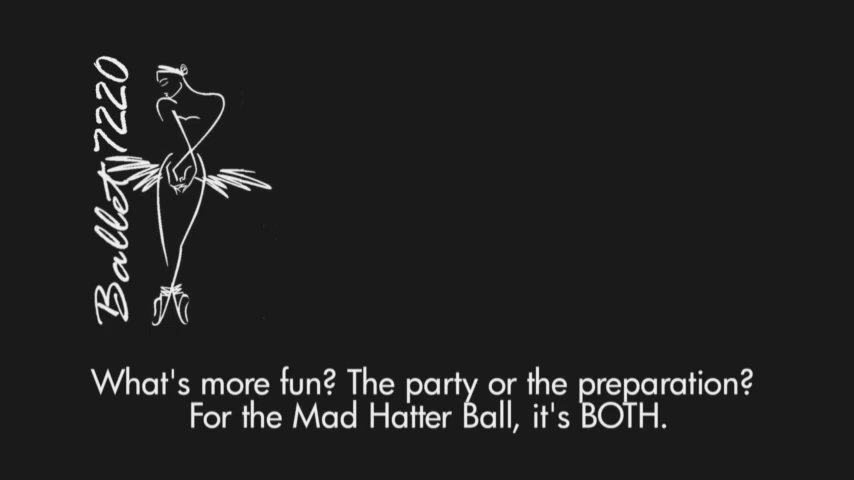 Ballet 7220
What's more fun? The party or the preparation?
For the Mad Hatter Ball, it's BOTH.